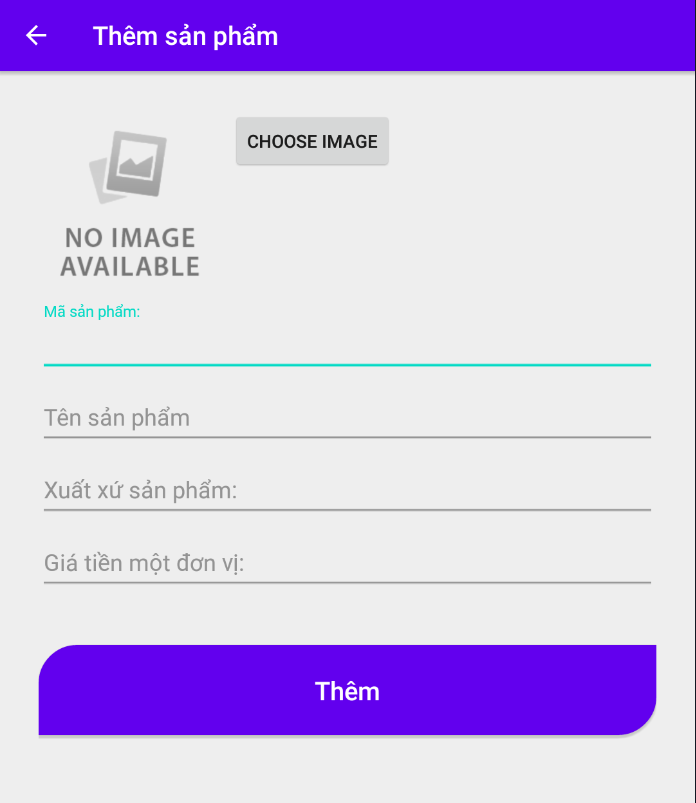 Thêm sản phẩm
CHOOSE IMAGE
NO IMAGE
AVAILABLE
Mã sản phẩm:
Tên sản phẩm
Xuất xứ sản phẩm:
Giá tiền một đơn vị:
Thêm